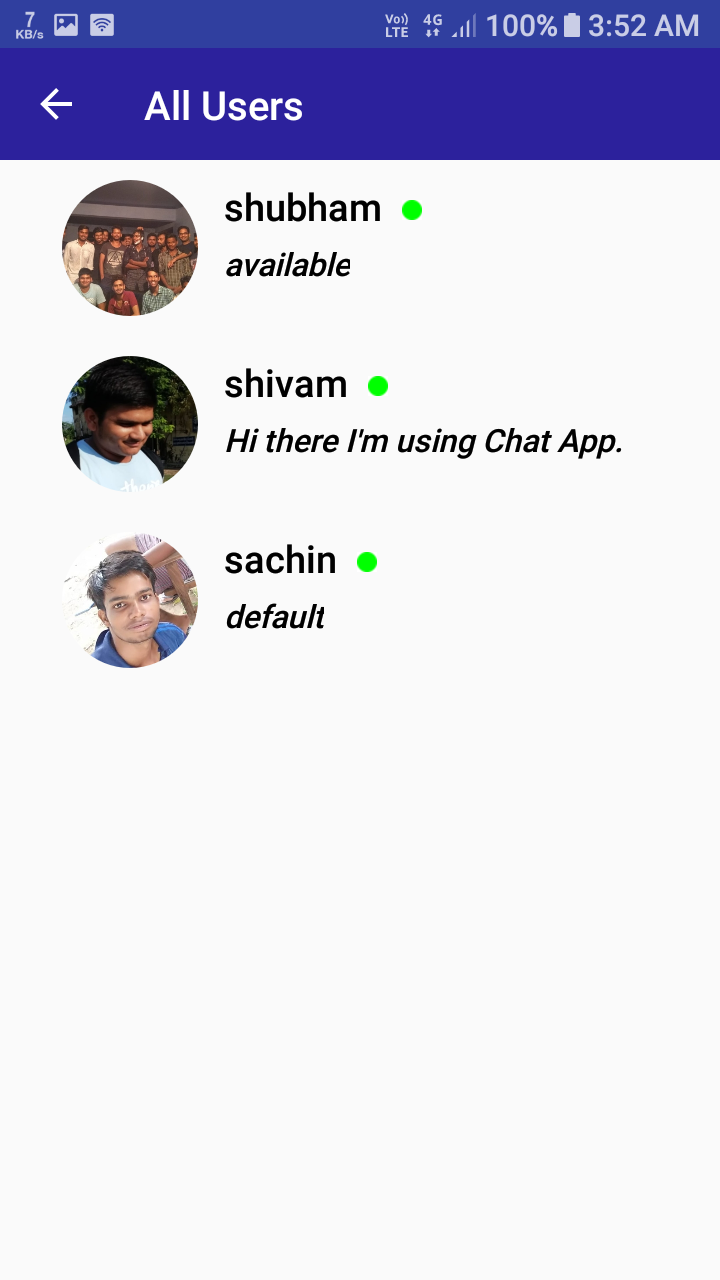 7
KB/s
Vo))
LTE
4G
100%
3:52 AM
All Users
shubham
available
shivam
Hi there I'm using Chat App.
sachin
default